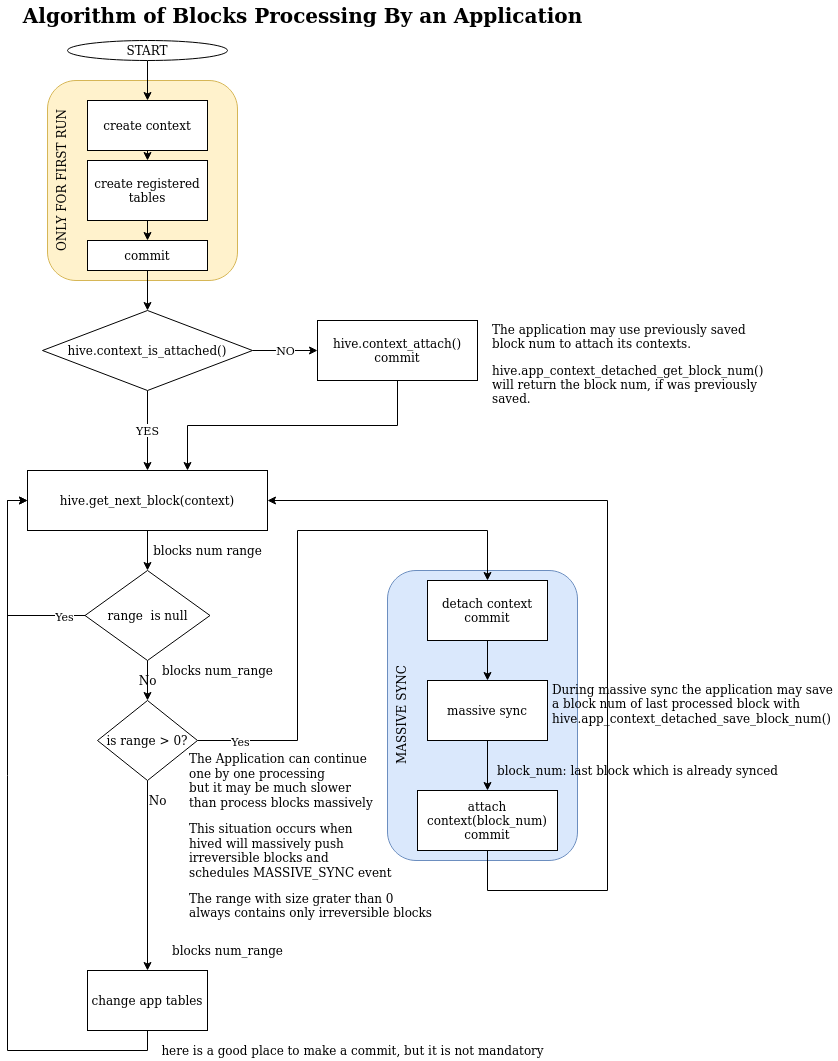 Algorithm of Blocks Processing By an Application
START
ONLY FOR FIRST RUN
create context
create registered
tables
commit
hive.context_is_attached()
NO
hive.context_attach()
commit
The application may use previously saved
block num to attach its contexts.
hive.app_context_detached_get_block_num()
will return the block num, if was previously
saved.
YES
hive.get_next_block(context)
blocks num range
range is null
Yes
blocks num_range
No
is range > 0?
Yes
The Application can continue
one by one processing
but it may be much slower
than process blocks massively
This situation occurs when
hived will massively push
irreversible blocks and
schedules MASSIVE_SYNC event
The range with size grater than 0
always contains only irreversible blocks
No
MASSIVE SYNC
detach context
commit
massive sync
During massive sync the application may save
a block num of last processed block with
hive.app_context_detached_save_block_num()
block_num: last block which is already synced
attach
context(block_num)
commit
blocks num_range
change app tables
here is a good place to make a commit, but it is not mandatory